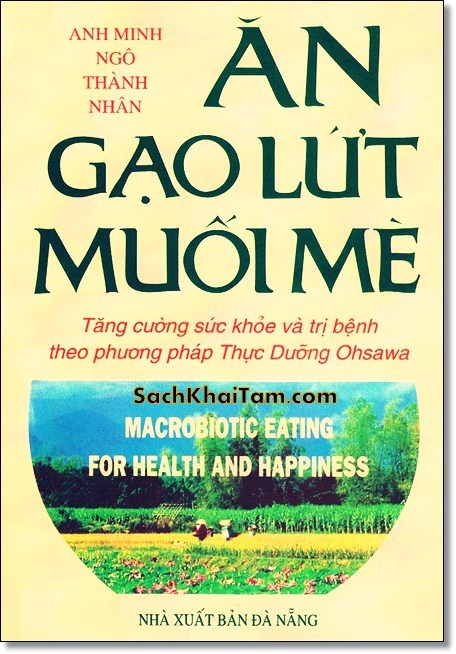 ANH MINH
NGÔ
THÀNH
NHÂN
ĂN
GẠO LỨT
MUỐI MÈ
Tăng cường sức khỏe và trị bệnh
theo phương pháp Thực Dưỡng Ohsawa
SachKhaiTam.com
MACROBIOTIC EATING
FOR HEALTH AND HAPPINESS
NHÀ XUẤT BẢN ĐÀ NẴNG